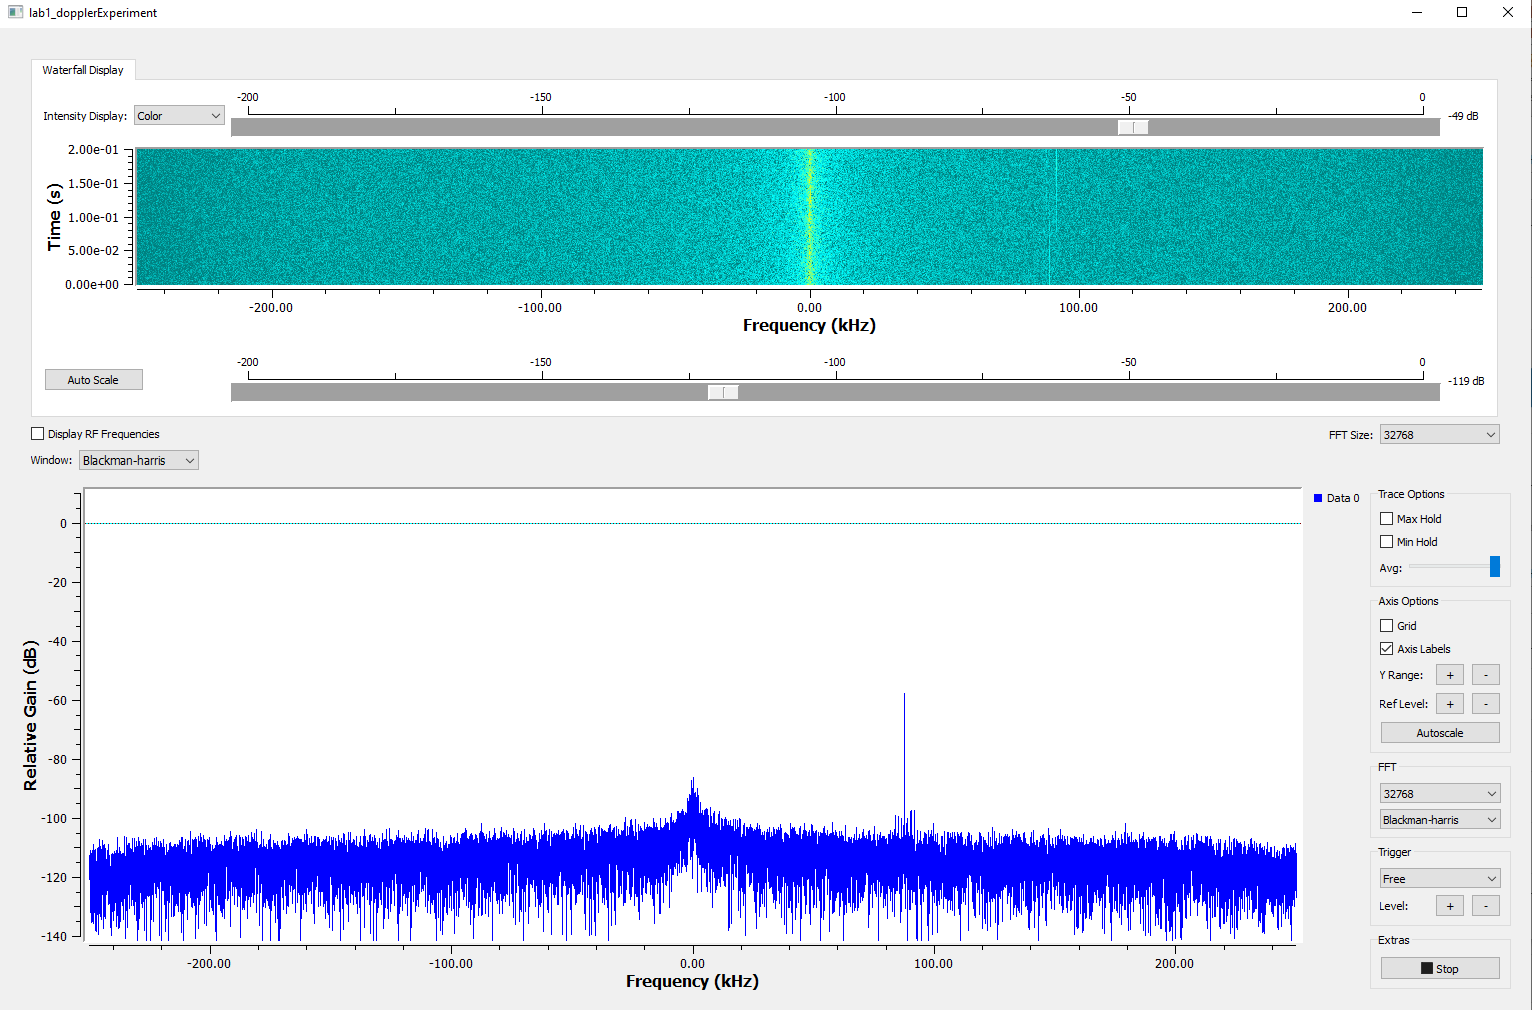 lab1_dopplerExperiment
Waterfall Display
Intensity Display: Color
-200 -150 -100 -50 0
-49 dB
2.00e-01
1.50e-01
1.00e-01
5.00e-02
0.00e+00
Time (s)
-200.00 -100.00 0.00 100.00 200.00
Frequency (kHz)
-200 -150 -100 -50 0
Auto Scale
-119 dB
Display RF Frequencies
FFT Size: 32768
Window: Blackman-harris
0
-20
-40
-60
-80
-100
-120
-140
Relative Gain (dB)
-200.00 -100.00 0.00 100.00 200.00
Frequency (kHz)
Data 0
Trace Options
Max Hold
Min Hold
Avg:
Axis Options
Grid
Axis Labels
Y Range: + -
Ref Level: + -
Autoscale
FFT
32768
Blackman-harris
Trigger
Free
Level: + -
Extras
Stop